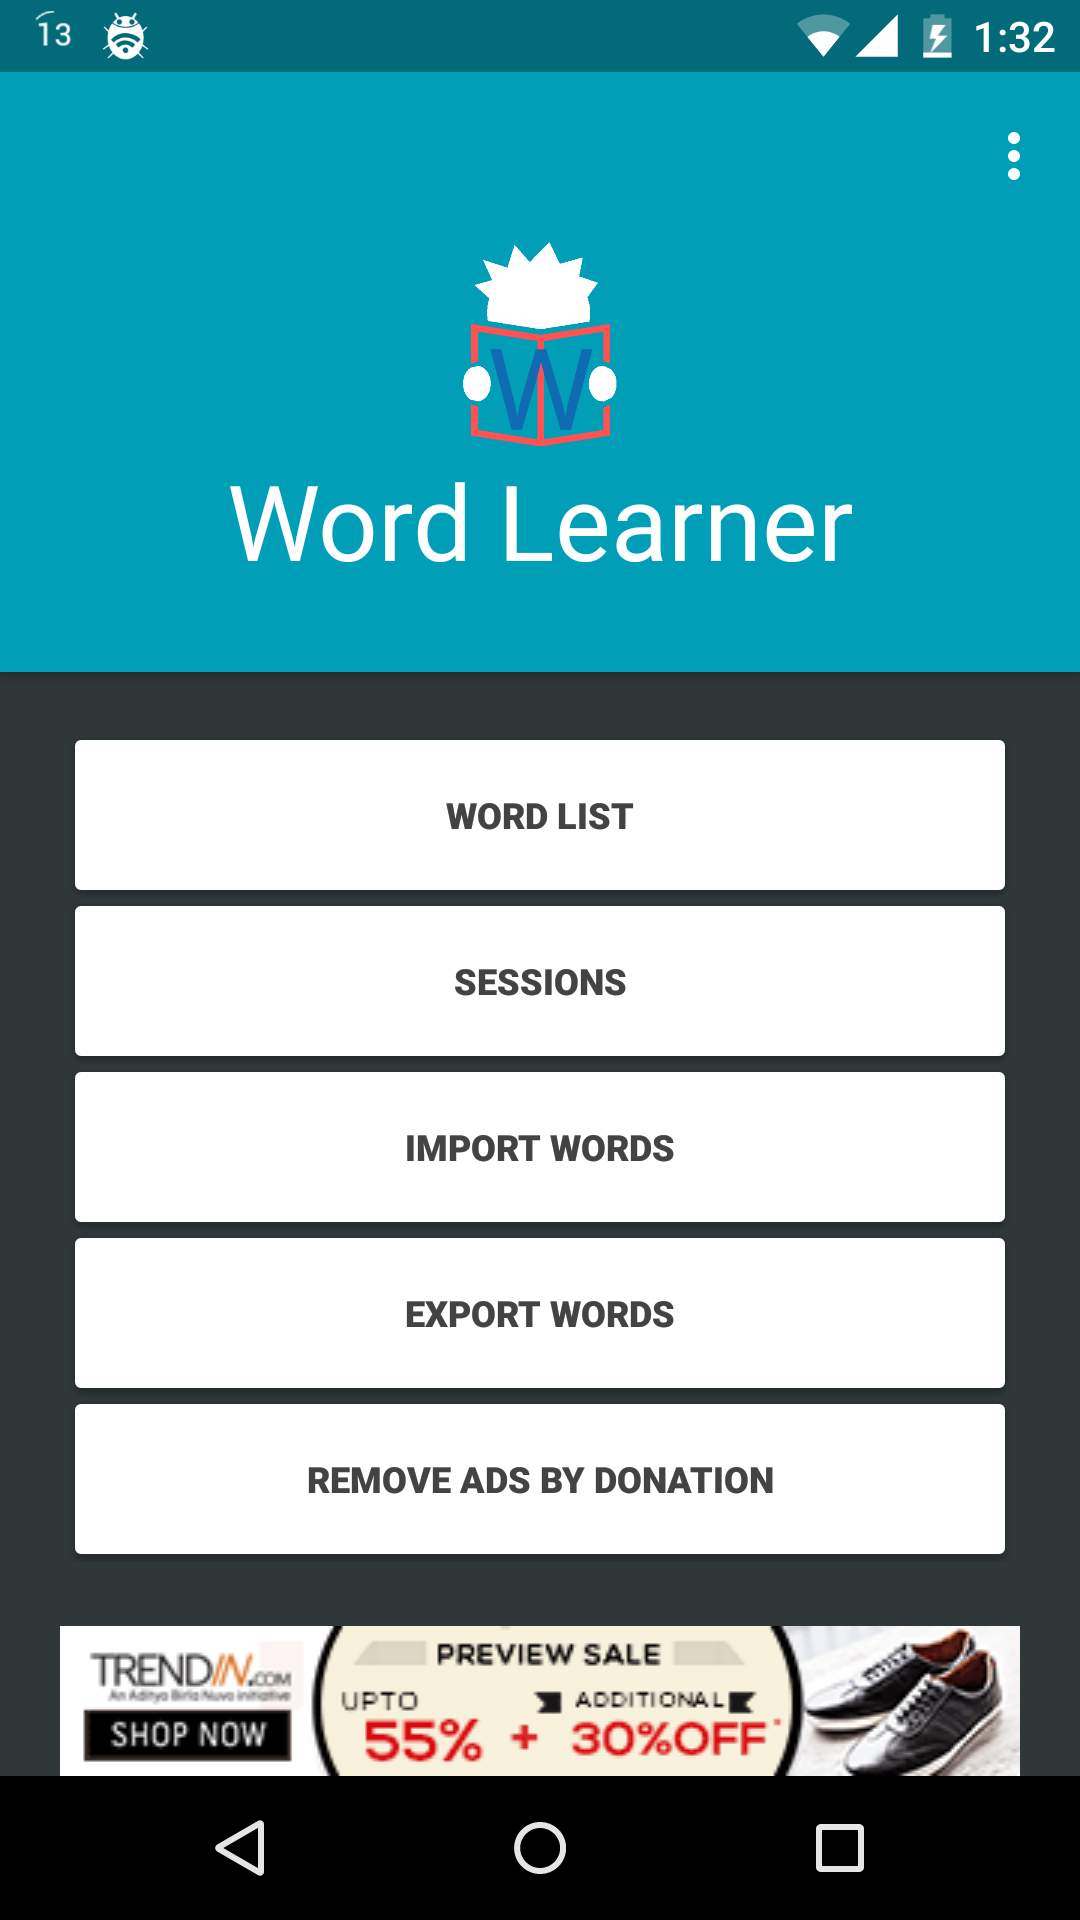 13
1:32
W
Word Learner
WORD LIST
SESSIONS
IMPORT WORDS
EXPORT WORDS
REMOVE ADS BY DONATION
TRENDIN.COM
An Aditya Birla Nuvo initiative
SHOP NOW
PREVIEW SALE
UPTO ADDITIONAL
55% + 30%OFF*